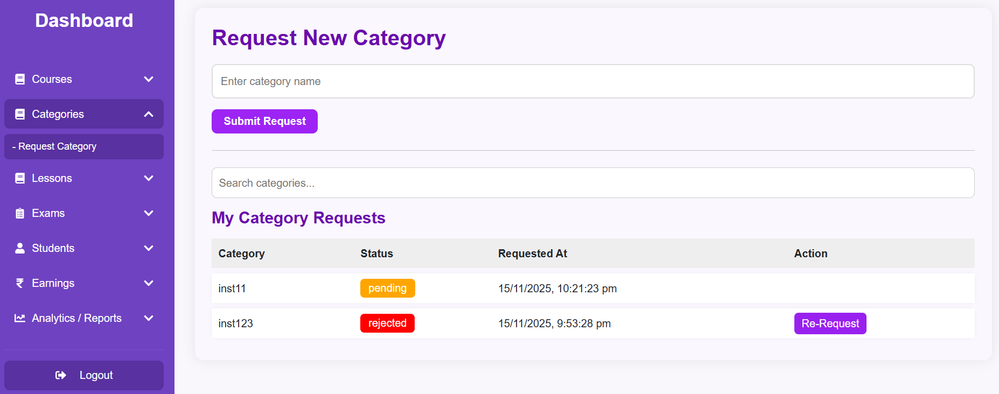 Dashboard
Courses
Categories
- Request Category
Lessons
Exams
Students
Earnings
Analytics / Reports
Logout
Request New Category
Enter category name
Submit Request
Search categories...
My Category Requests
Category Status Requested At Action
inst11 pending 15/11/2025, 10:21:23 pm
inst123 rejected 15/11/2025, 9:53:28 pm Re-Request